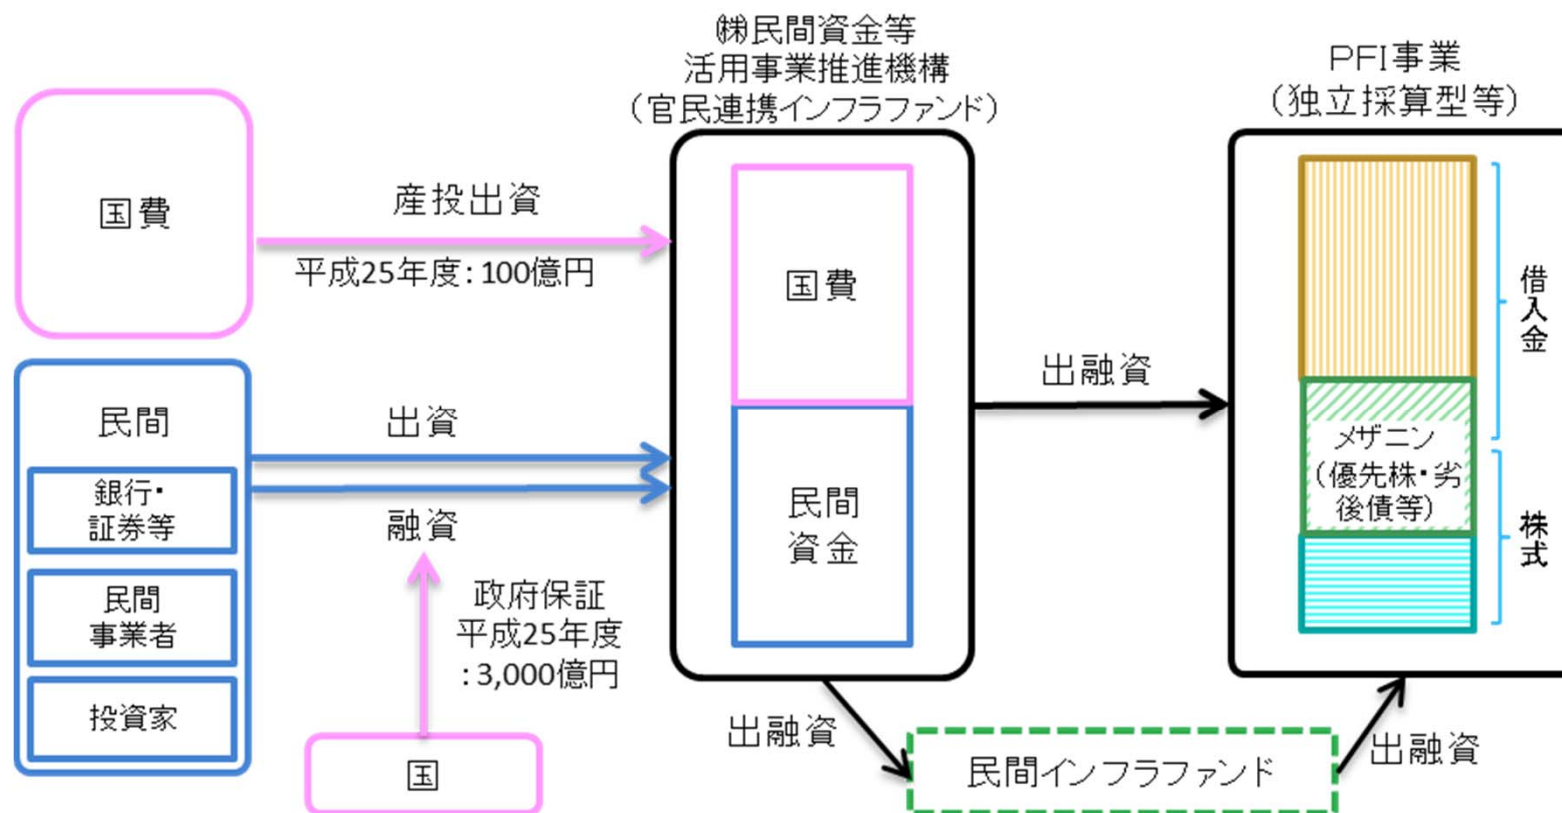 ㈱民間資金等
活用事業推進機構
（官民連携インフラファンド）
PFI事業
（独立採算型等）
国費
産投出資
平成25年度：100億円
国費
民間
銀行・
証券等
民間
事業者
投資家
出資
融資
政府保証
平成25年度
：3,000億円
国
民間
資金
出融資
借入金
メザニン
（優先株・劣
後債等）
株式
出融資
民間インフラファンド
出融資